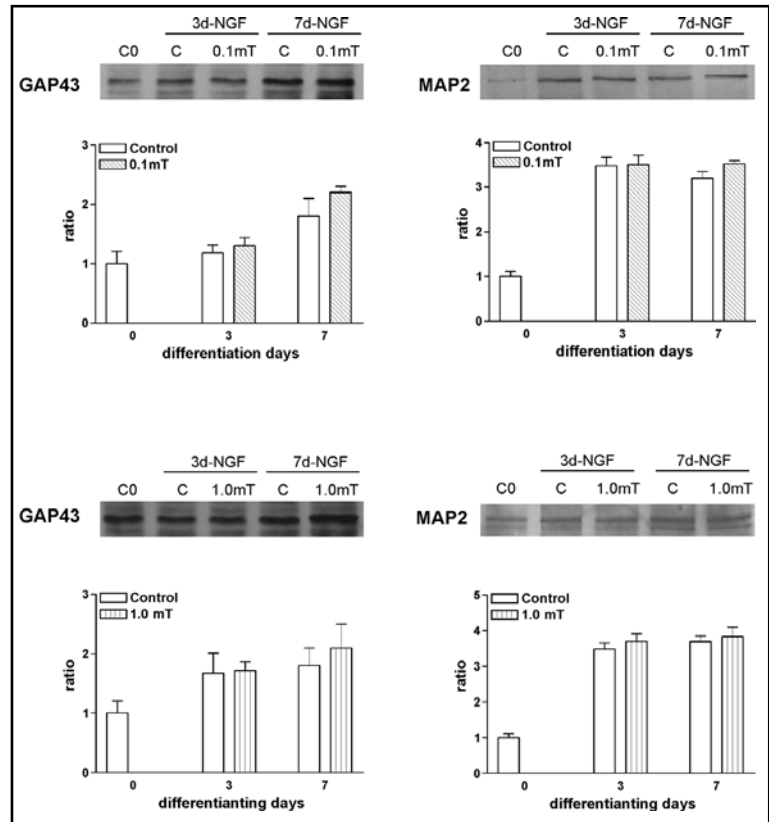 3d-NGF 7d-NGF
C0 C 0.1mT C 0.1mT
GAP43
3
Control
0.1mT
2
ratio
1
0
0 3 7
differentiation days
3d-NGF 7d-NGF
C0 C 0.1mT C 0.1mT
MAP2
4
Control
0.1mT
3
ratio
2
1
0
0 3 7
differentiation days
3d-NGF 7d-NGF
C0 C 1.0mT C 1.0mT
GAP43
3
Control
1.0 mT
2
ratio
1
0
0 3 7
differentianting days
3d-NGF 7d-NGF
C0 C 1.0mT C 1.0mT
MAP2
5
Control
1.0 mT
4
3
ratio
2
1
0
0 3 7
differentianting days